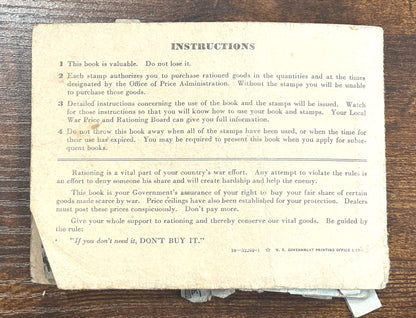 INSTRUCTIONS
1 This book is valuable. Do not lose it.
2 Each stamp authorizes you to purchase rationed goods in the quantities and at the times
designated by the Office of Price Administration. Without the stamps you will be unable
to purchase those goods.
3 Detailed instructions concerning the use of the book and the stamps will be issued. Watch
for those instructions so that you will know how to use your book and stamps. Your Local
War Price and Rationing Board can give you full information.
4 Do not throw this book away when all of the stamps have been used, or when the time for
their use has expired. You may be required to present this book when you apply for subse-
quent books.
Rationing is a vital part of your country's war effort. Any attempt to violate the rules is
an effort to deny someone his share and will create hardship and help the enemy.
This book is your Government's assurance of your right to buy your fair share of certain
goods made scarce by war. Price ceilings have also been established for your protection. Dealers
must post these prices conspicuously. Don't pay more.
Give your whole support to rationing and thereby conserve our vital goods. Be guided by
the rule:
"If you don't need it, DON'T BUY IT."
U. S. GOVERNMENT PRINTING OFFICE